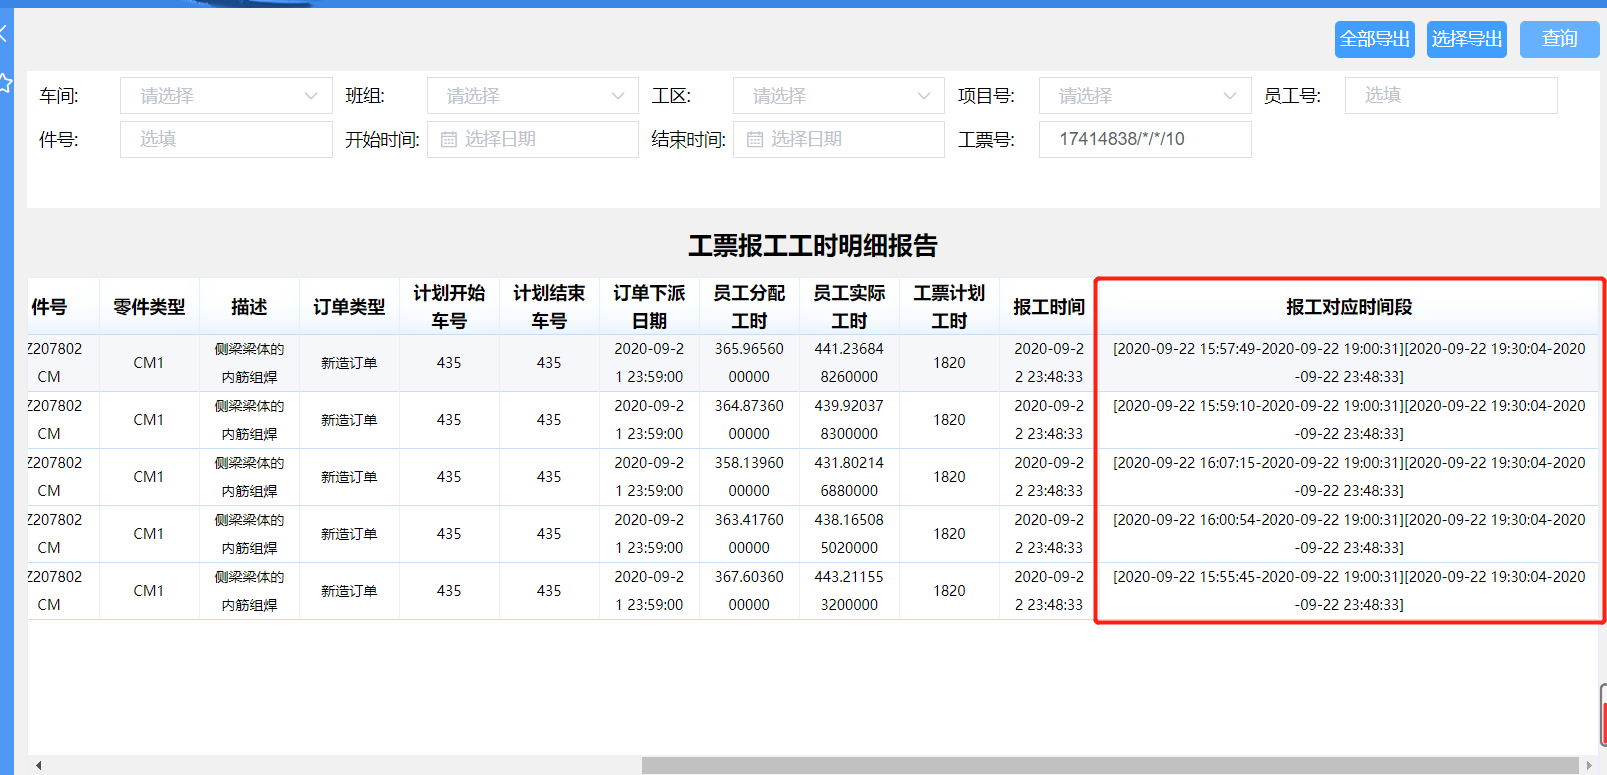 全部导出 选择导出 查询
车间: 请选择 班组: 请选择 工区: 请选择 项目号: 请选择 员工号: 选填
件号: 选填 开始时间: 选择日期 结束时间: 选择日期 工票号: 17414838/*/*/10
工票报工工时明细报告
件号 零件类型 描述 订单类型 计划开始车号 计划结束车号 订单下派日期 员工分配工时 员工实际工时 工票计划工时 报工时间 报工对应时间段
Z207802CM CM1 侧梁梁体的内筋组焊 新造订单 435 435 2020-09-21 23:59:00 365.9656000000 441.236848260000 1820 2020-09-22 23:48:33 [2020-09-22 15:57:49-2020-09-22 19:00:31][2020-09-22 19:30:04-2020-09-22 23:48:33]
Z207802CM CM1 侧梁梁体的内筋组焊 新造订单 435 435 2020-09-21 23:59:00 364.8736000000 439.920378300000 1820 2020-09-22 23:48:33 [2020-09-22 15:59:10-2020-09-22 19:00:31][2020-09-22 19:30:04-2020-09-22 23:48:33]
Z207802CM CM1 侧梁梁体的内筋组焊 新造订单 435 435 2020-09-21 23:59:00 358.1396000000 431.802146880000 1820 2020-09-22 23:48:33 [2020-09-22 16:07:15-2020-09-22 19:00:31][2020-09-22 19:30:04-2020-09-22 23:48:33]
Z207802CM CM1 侧梁梁体的内筋组焊 新造订单 435 435 2020-09-21 23:59:00 363.4176000000 438.165085020000 1820 2020-09-22 23:48:33 [2020-09-22 16:00:54-2020-09-22 19:00:31][2020-09-22 19:30:04-2020-09-22 23:48:33]
Z207802CM CM1 侧梁梁体的内筋组焊 新造订单 435 435 2020-09-21 23:59:00 367.6036000000 443.211553200000 1820 2020-09-22 23:48:33 [2020-09-22 15:55:45-2020-09-22 19:00:31][2020-09-22 19:30:04-2020-09-22 23:48:33]